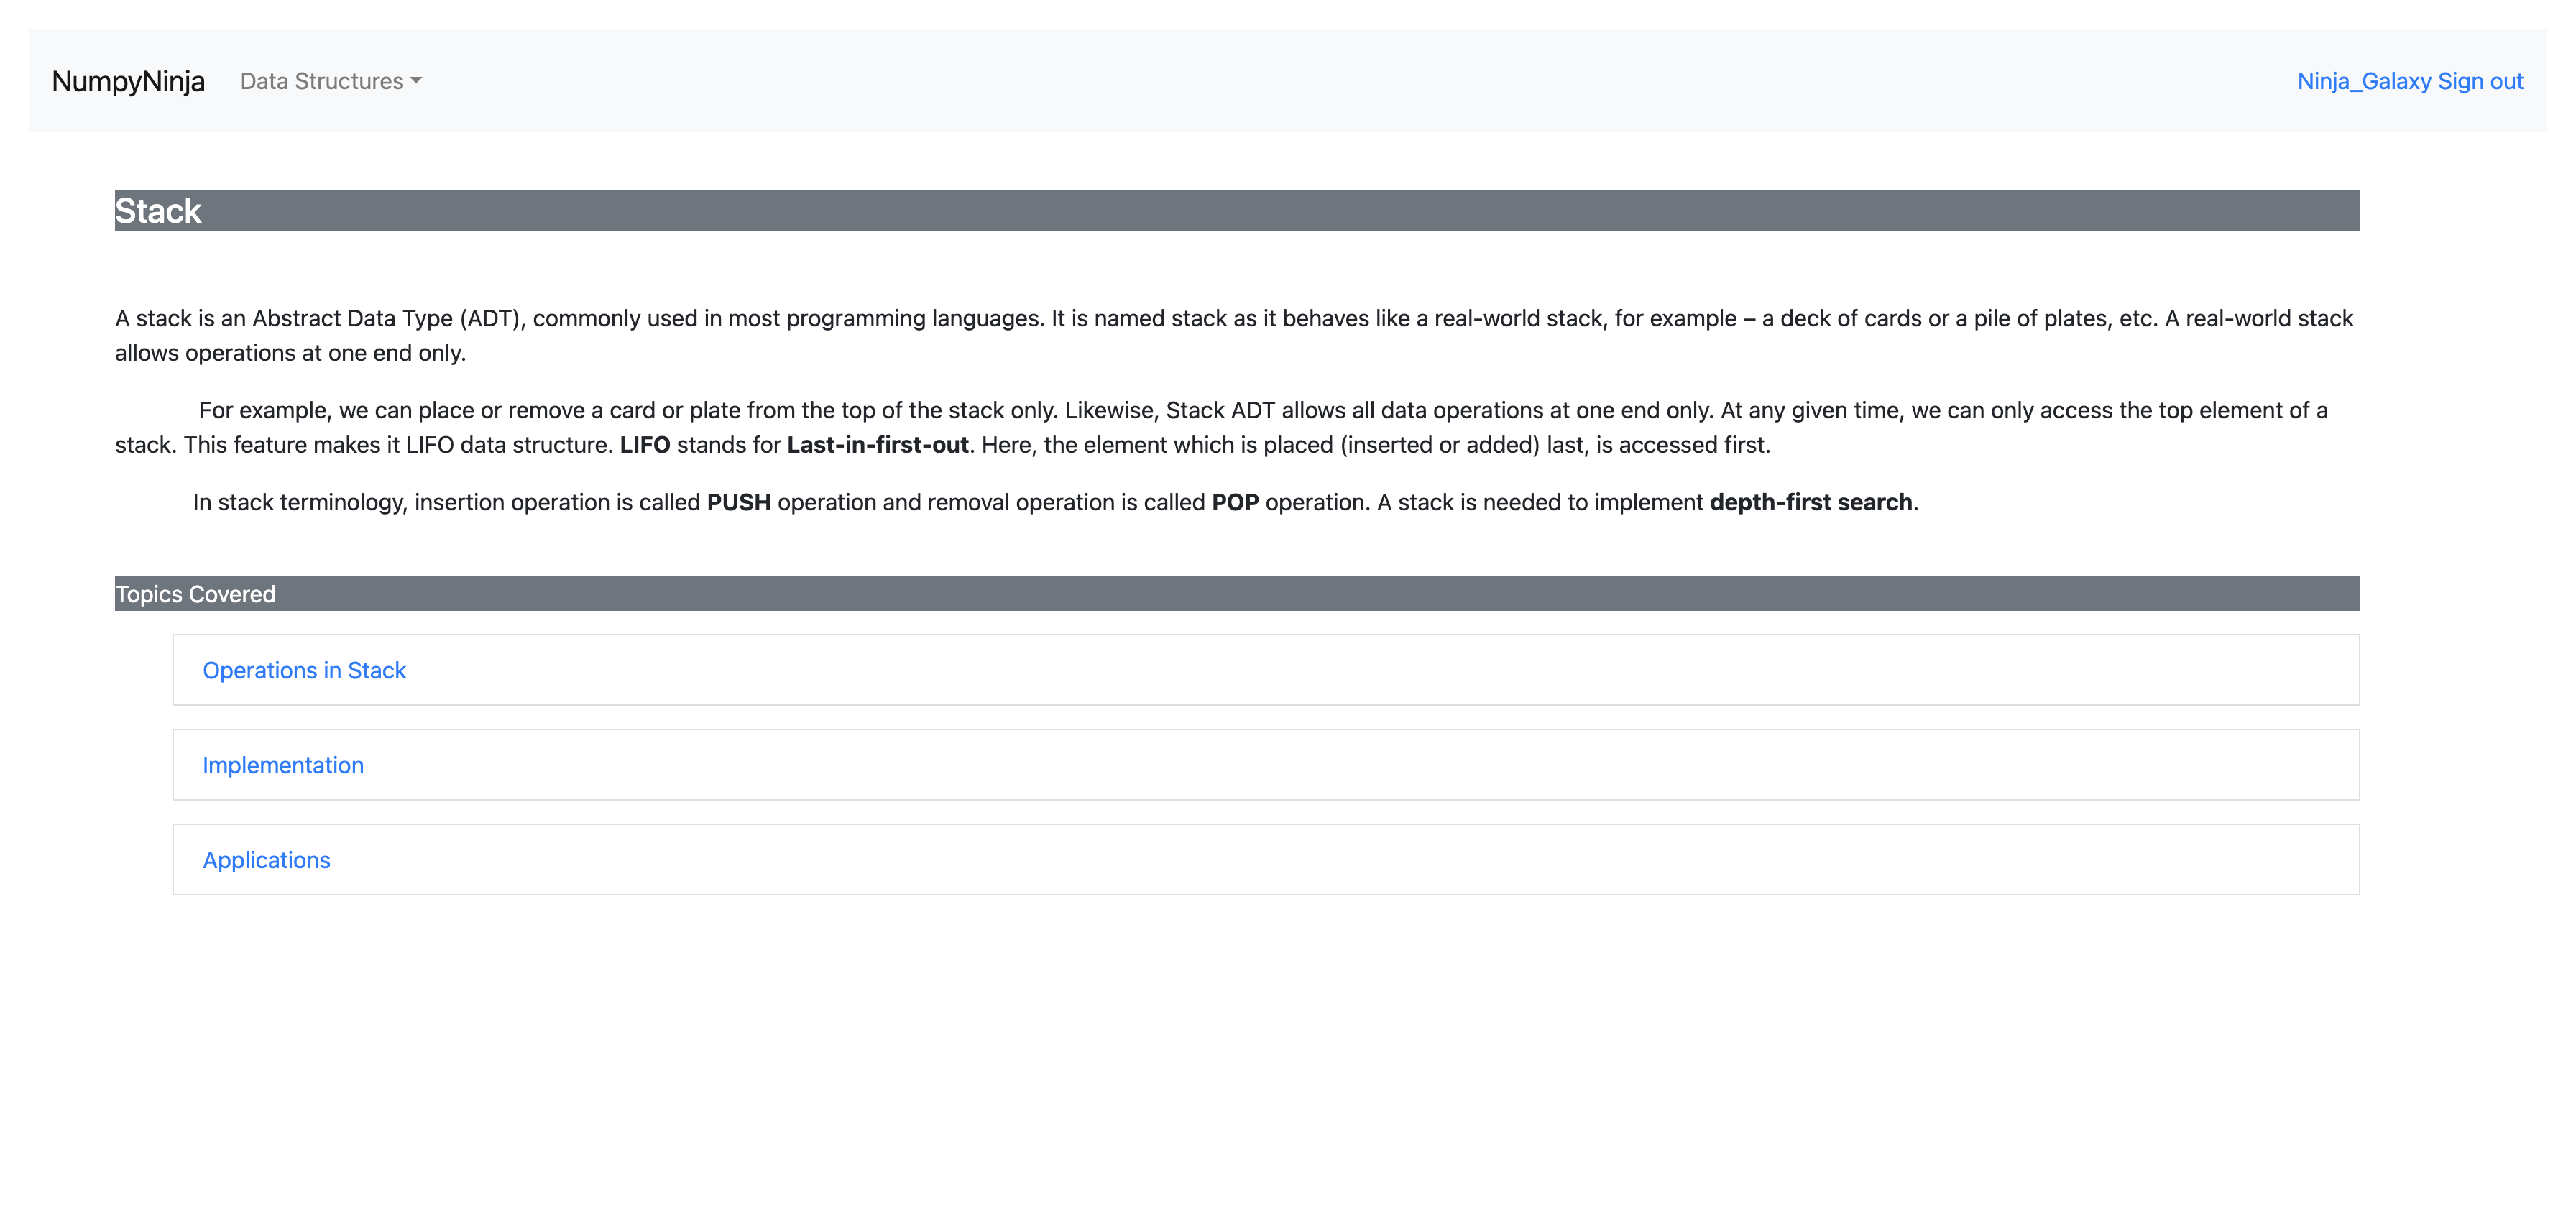 NumpyNinja Data Structures Ninja_Galaxy Sign out
Stack
A stack is an Abstract Data Type (ADT), commonly used in most programming languages. It is named stack as it behaves like a real-world stack, for example – a deck of cards or a pile of plates, etc. A real-world stack
allows operations at one end only.
For example, we can place or remove a card or plate from the top of the stack only. Likewise, Stack ADT allows all data operations at one end only. At any given time, we can only access the top element of a
stack. This feature makes it LIFO data structure. LIFO stands for Last-in-first-out. Here, the element which is placed (inserted or added) last, is accessed first.
In stack terminology, insertion operation is called PUSH operation and removal operation is called POP operation. A stack is needed to implement depth-first search.
Topics Covered
Operations in Stack
Implementation
Applications